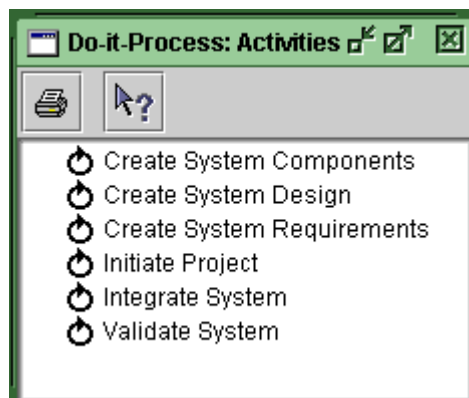 Do-it-Process: Activities
Create System Components
Create System Design
Create System Requirements
Initiate Project
Integrate System
Validate System